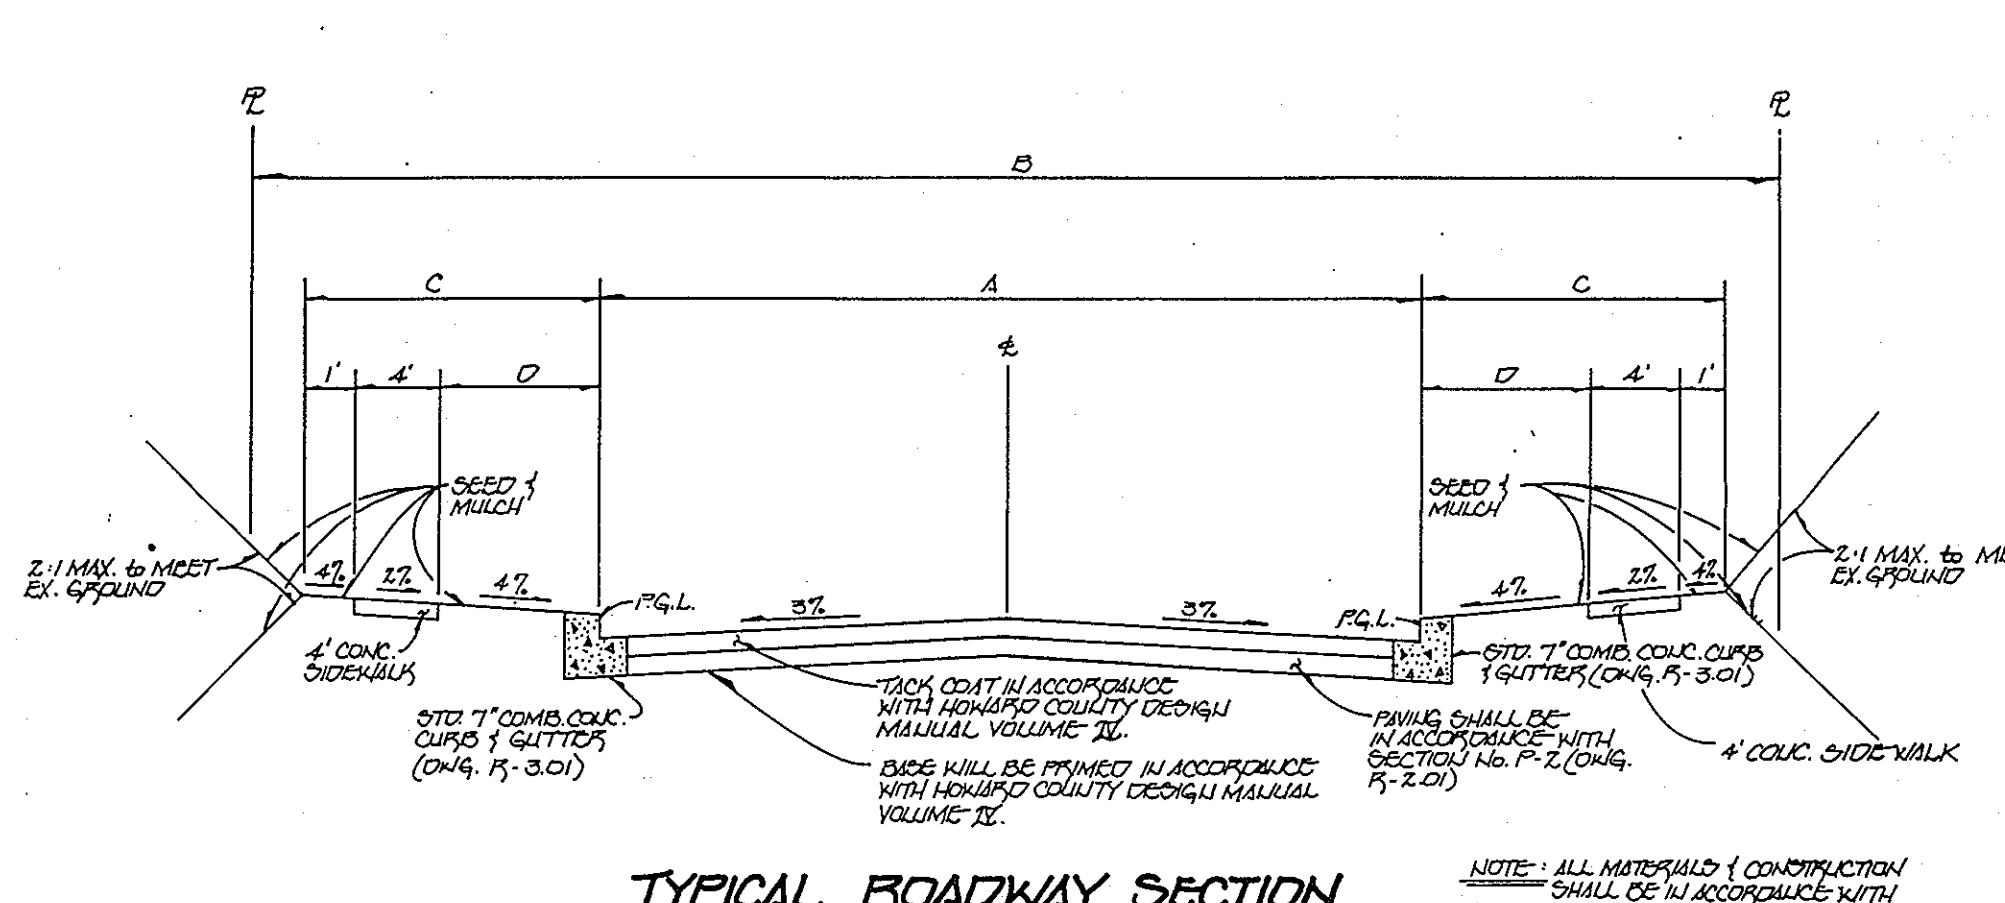 PL
PL
B
C
A
C
CL
1'
4'
D
D
4'
1'
SEED &
MULCH
SEED &
MULCH
2:1 MAX. to MEET
EX. GROUND
2:1 MAX. to
EX. GROUND
4%
2%
4%
P.G.L.
3%
3%
P.G.L.
4%
2%
4%
4' CONC.
SIDEWALK
STD. 7" COMB. CONC.
CURB & GUTTER
(DWG. R-3.01)
TACK COAT IN ACCORDANCE
WITH HOWARD COUNTY DESIGN
MANUAL VOLUME IV.
BASE WILL BE PRIMED IN ACCORDANCE
WITH HOWARD COUNTY DESIGN MANUAL
VOLUME IV.
PAVING SHALL BE
IN ACCORDANCE WITH
SECTION No. P-2 (DWG.
R-2.01)
STD. 7" COMB. CONC. CURB
& GUTTER (DWG. R-3.01)
4' CONC. SIDEWALK
TYPICAL ROADWAY SECTION
NOTE: ALL MATERIALS & CONSTRUCTION
SHALL BE IN ACCORDANCE WITH